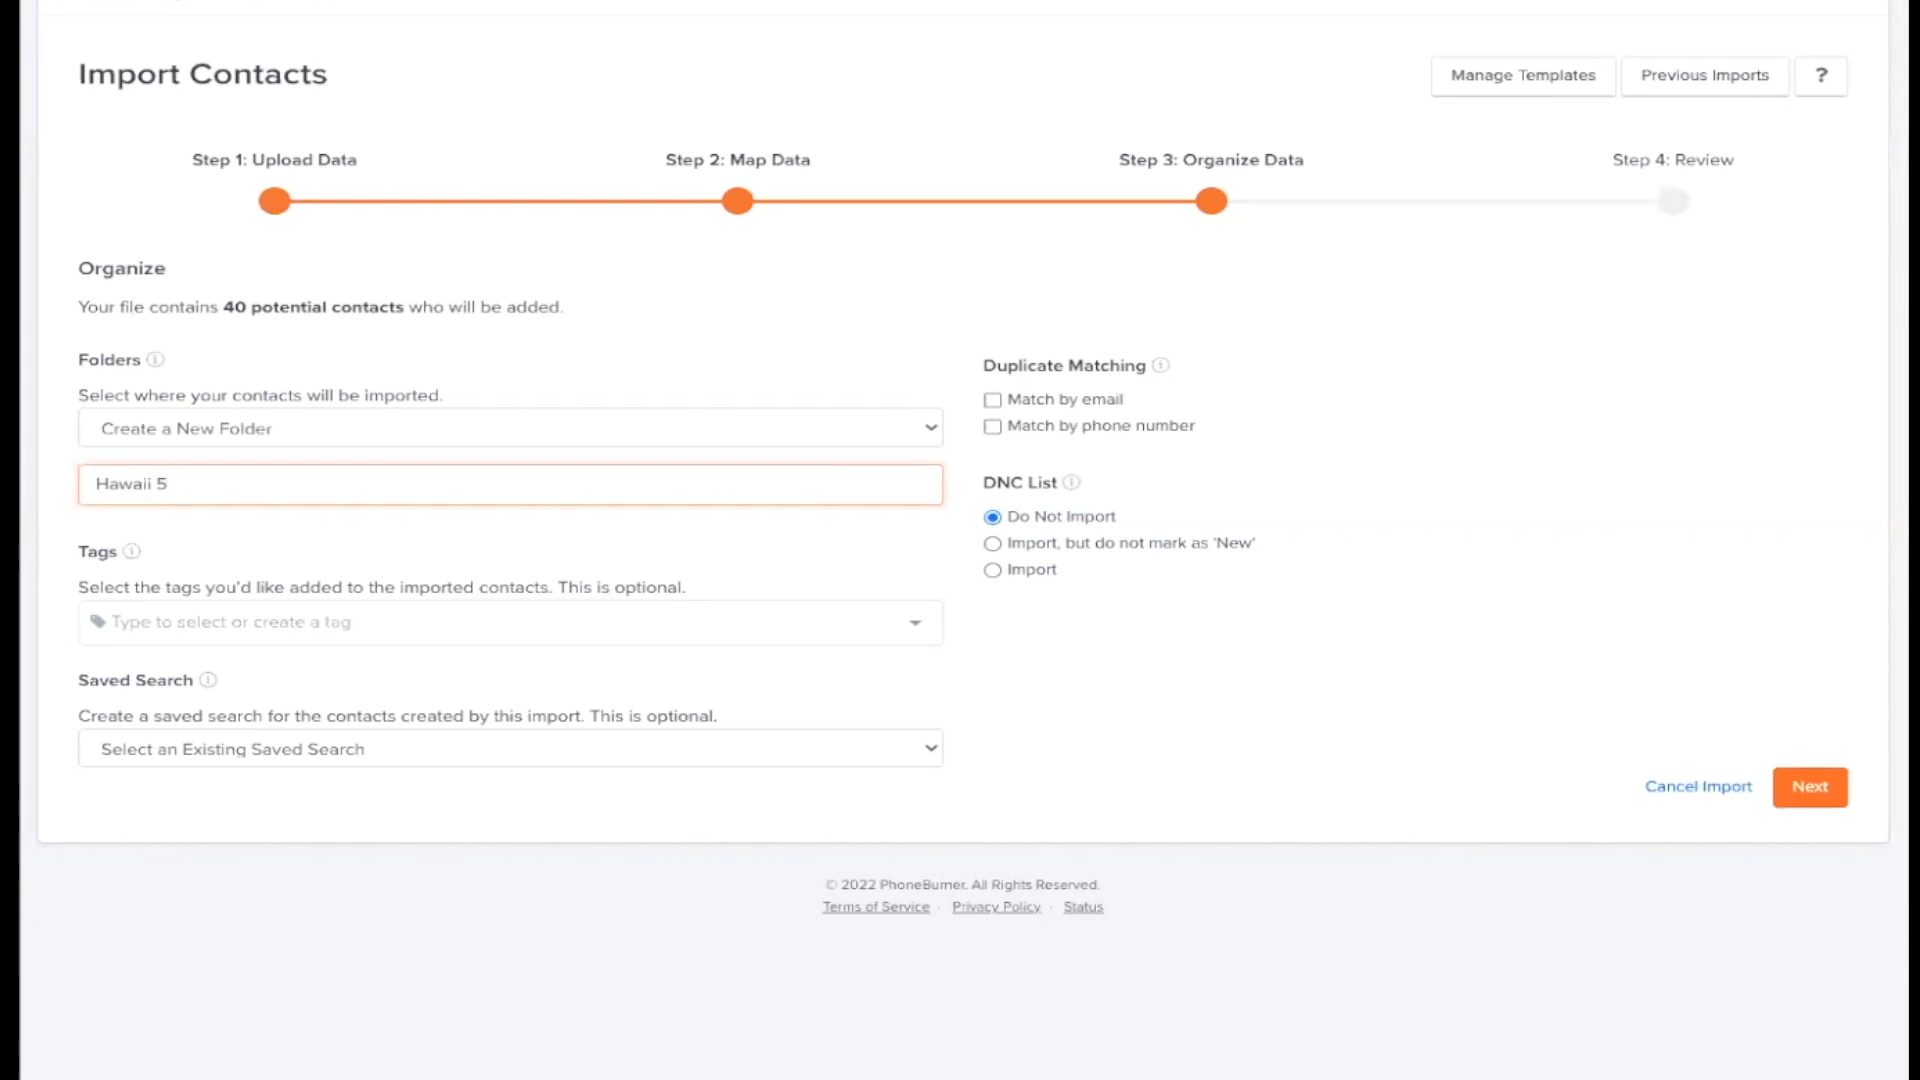 Import Contacts
Manage Templates
Previous Imports
?
Step 1: Upload Data
Step 2: Map Data
Step 3: Organize Data
Step 4: Review
Organize
Your file contains 40 potential contacts who will be added.
Folders
Select where your contacts will be imported.
Create a New Folder
Hawaii 5
Tags
Select the tags you'd like added to the imported contacts. This is optional.
Type to select or create a tag
Saved Search
Create a saved search for the contacts created by this import. This is optional.
Select an Existing Saved Search
Duplicate Matching
Match by email
Match by phone number
DNC List
Do Not Import
Import, but do not mark as 'New'
Import
Cancel Import
Next
© 2022 PhoneBurner. All Rights Reserved.
Terms of Service · Privacy Policy · Status